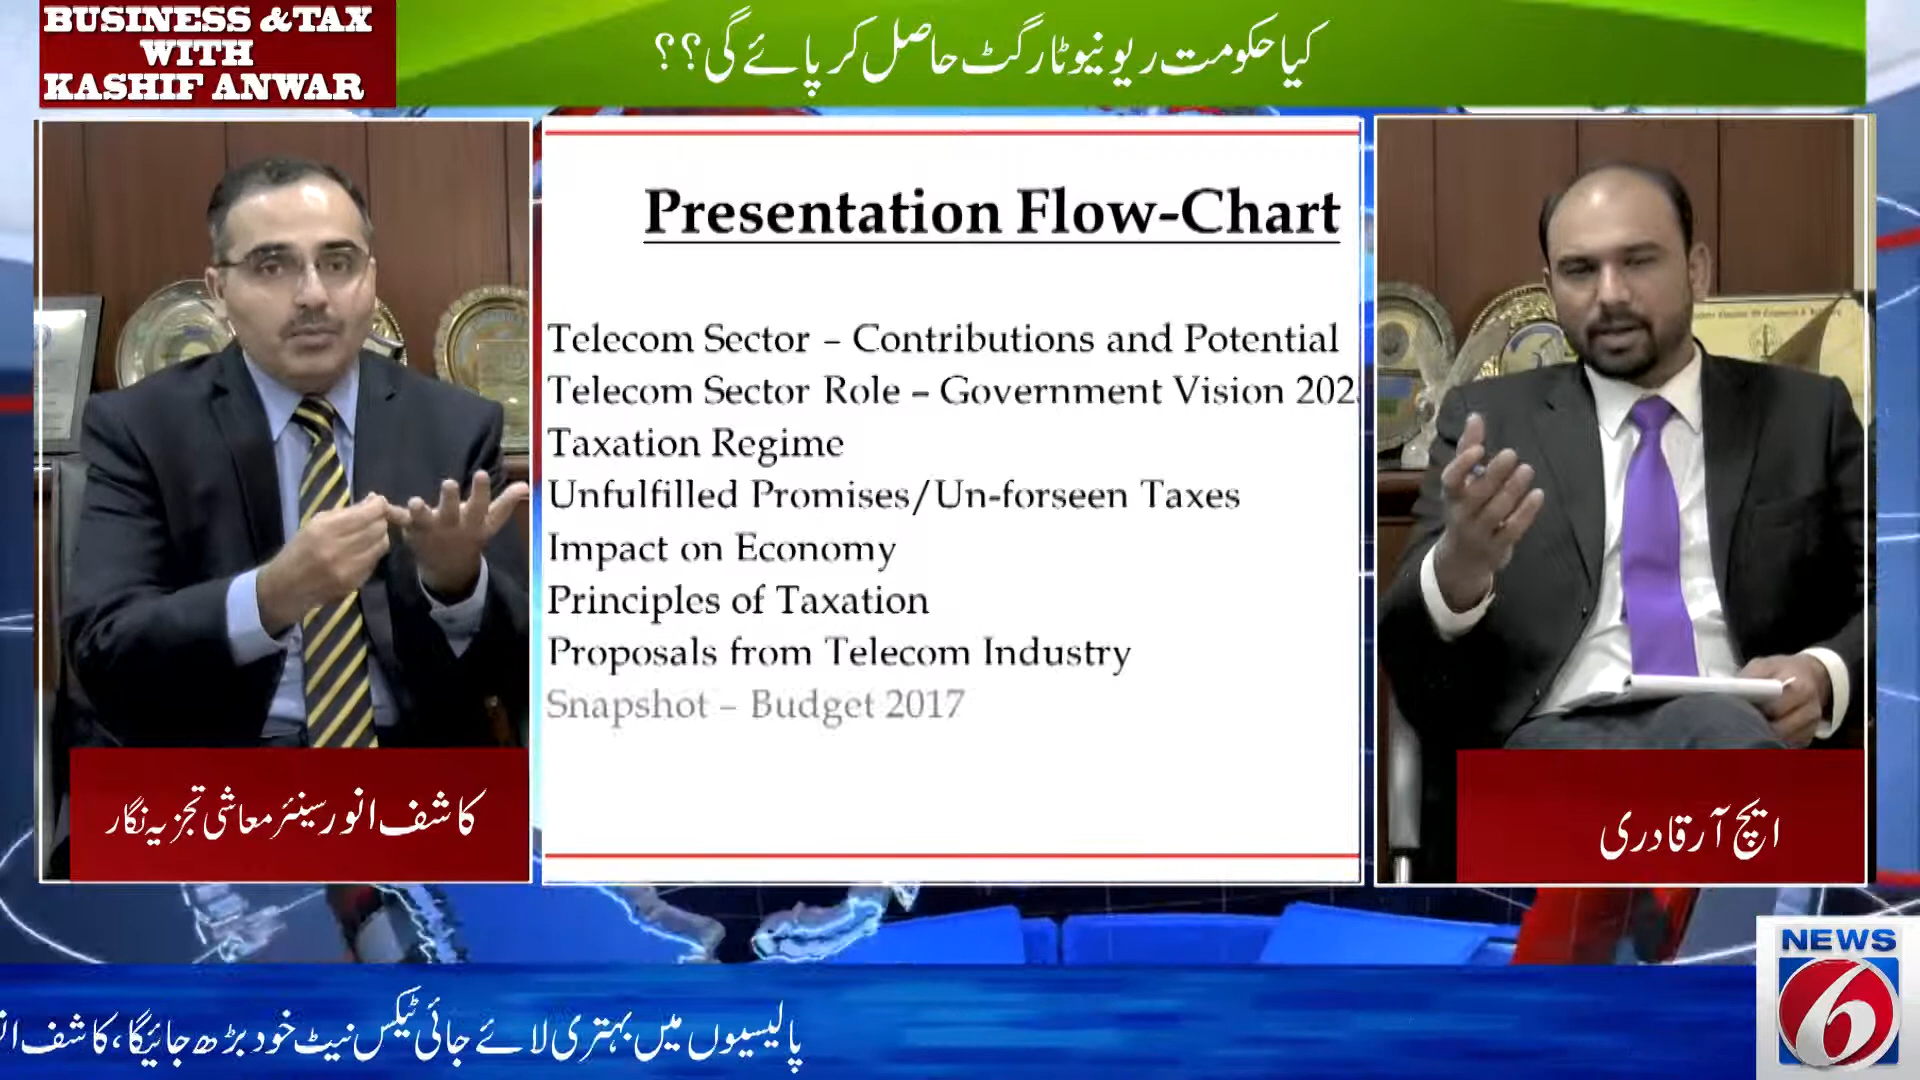 BUSINESS & TAX
WITH
KASHIF ANWAR
کیا حکومت ریونیو ٹارگٹ حاصل کر پائے گی؟؟
Presentation Flow-Chart
Telecom Sector – Contributions and Potential
Telecom Sector Role – Government Vision 202
Taxation Regime
Unfulfilled Promises/Un-forseen Taxes
Impact on Economy
Principles of Taxation
Proposals from Telecom Industry
Snapshot – Budget 2017
کاشف انور سینئر معاشی تجزیہ نگار
ایچ آر قادری
NEWS
6
پالیسیوں میں بہتری لائے جائی ٹیکس نیٹ خود بڑھ جائیگا، کاشف